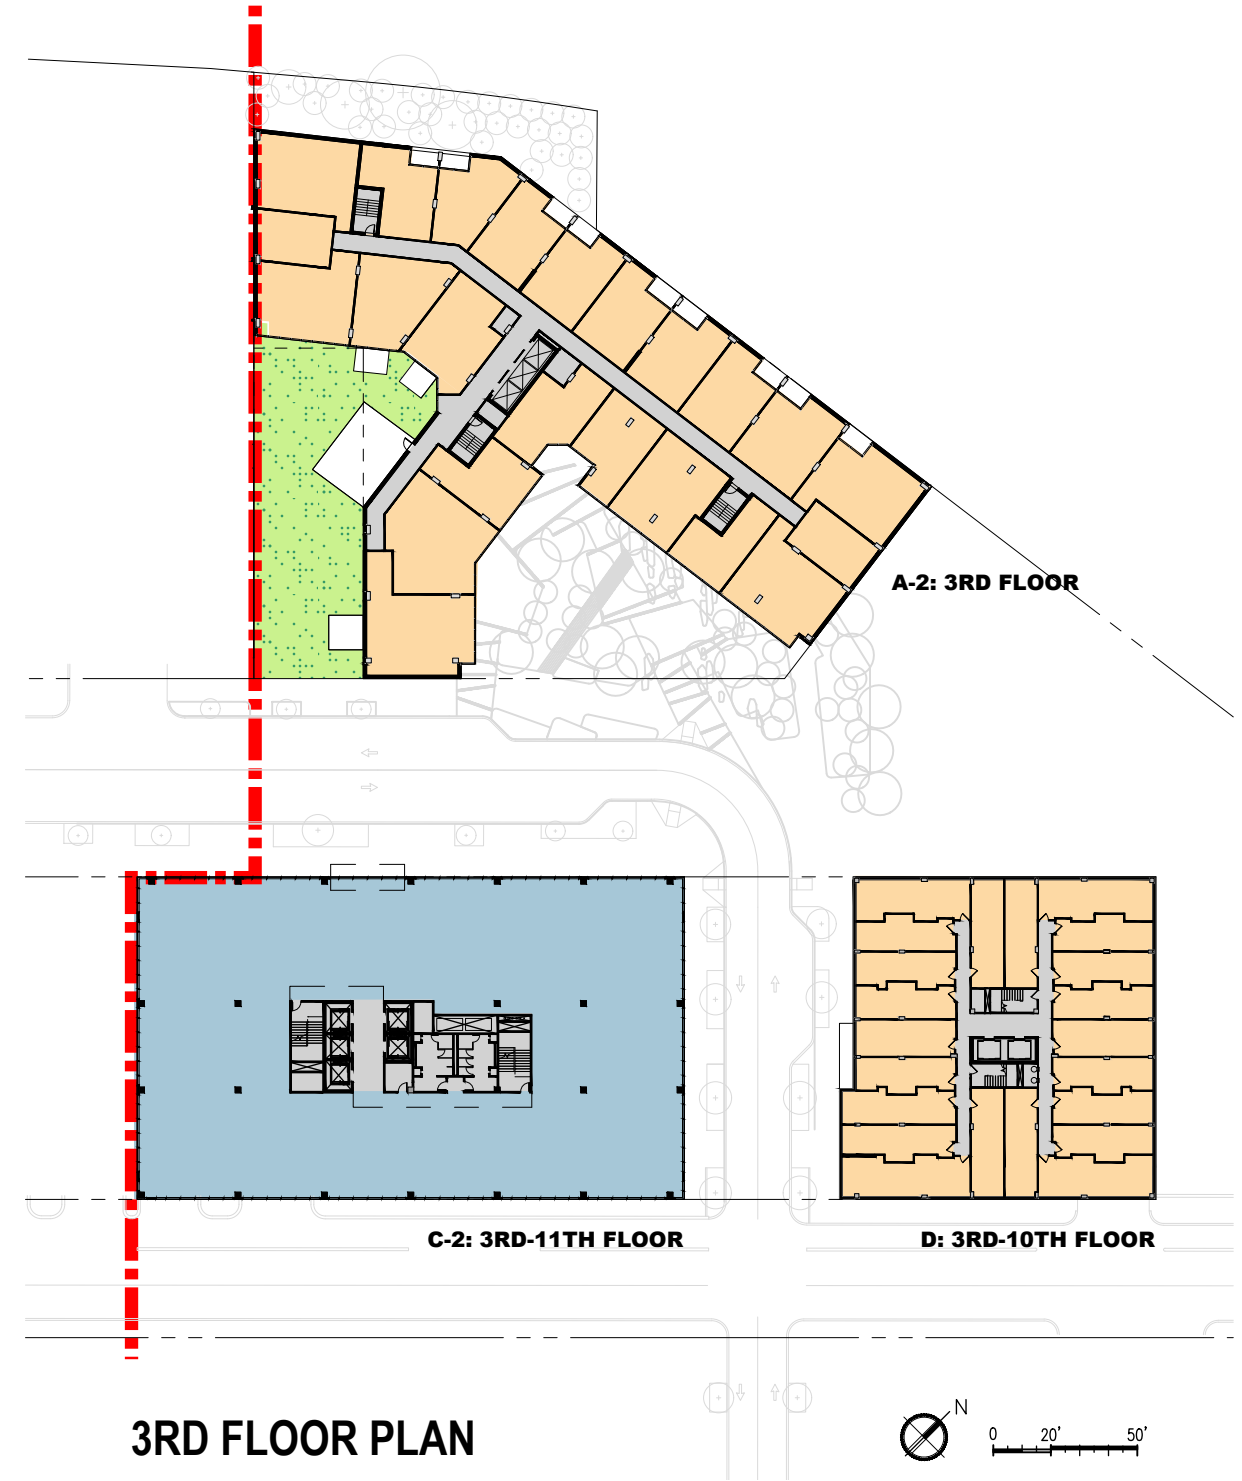 A-2: 3RD FLOOR
C-2: 3RD-11TH FLOOR
D: 3RD-10TH FLOOR
3RD FLOOR PLAN
N
0 20' 50'